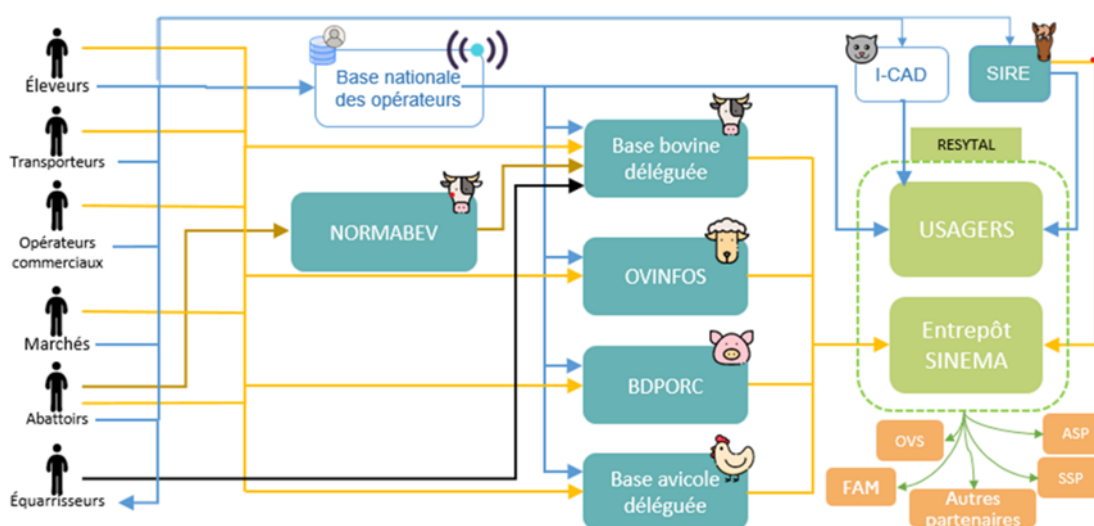 Éleveurs
Transporteurs
Opérateurs
commerciaux
Marchés
Abattoirs
Équarrisseurs
Base nationale
des opérateurs
NORMABEV
Base bovine
déléguée
OVINFOS
BDPORC
Base avicole
déléguée
I-CAD
SIRE
RESYTAL
USAGERS
Entrepôt
SINEMA
OVS
ASP
FAM
SSP
Autres
partenaires